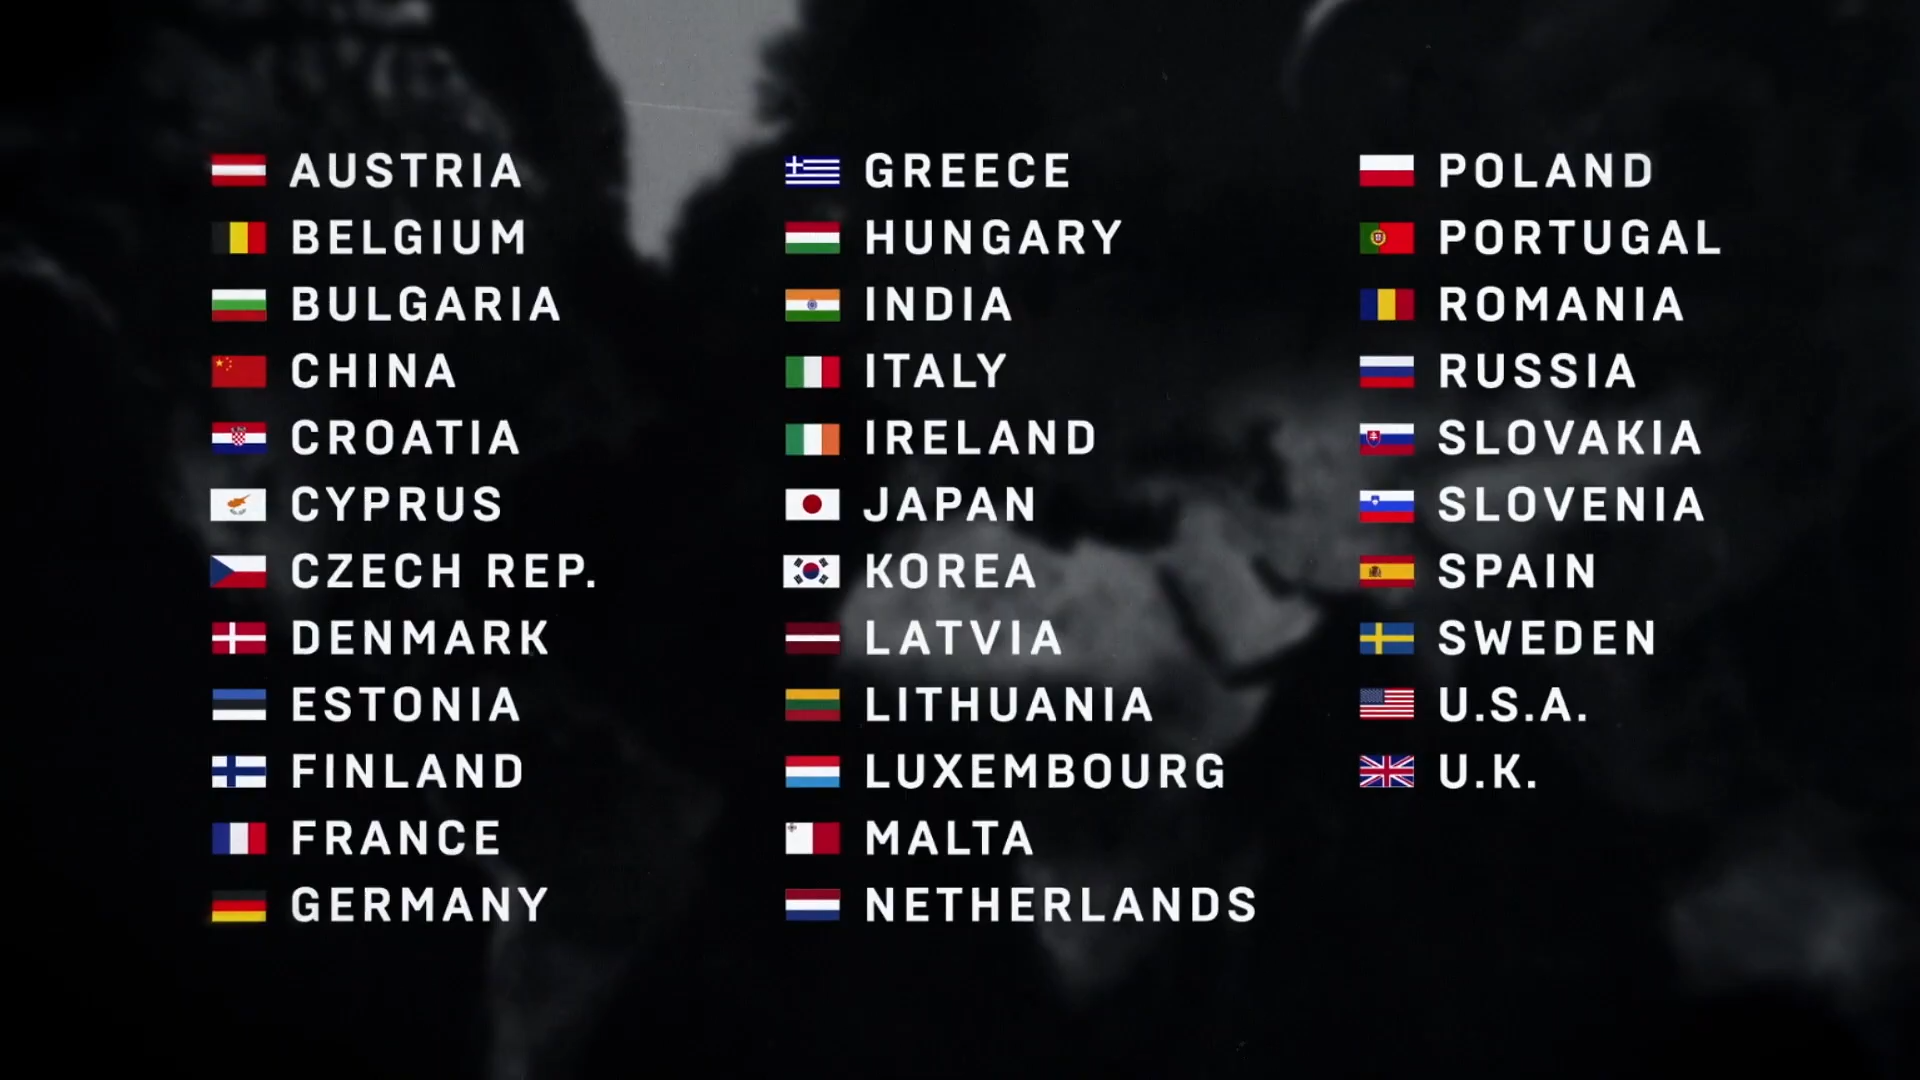 AUSTRIA
BELGIUM
BULGARIA
CHINA
CROATIA
CYPRUS
CZECH REP.
DENMARK
ESTONIA
FINLAND
FRANCE
GERMANY
GREECE
HUNGARY
INDIA
ITALY
IRELAND
JAPAN
KOREA
LATVIA
LITHUANIA
LUXEMBOURG
MALTA
NETHERLANDS
POLAND
PORTUGAL
ROMANIA
RUSSIA
SLOVAKIA
SLOVENIA
SPAIN
SWEDEN
U.S.A.
U.K.